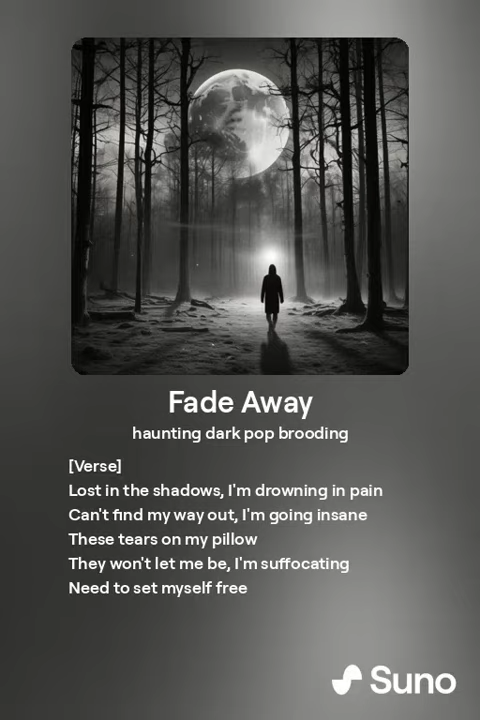 Fade Away
haunting dark pop brooding
[Verse]
Lost in the shadows, I'm drowning in pain
Can't find my way out, I'm going insane
These tears on my pillow
They won't let me be, I'm suffocating
Need to set myself free
Suno